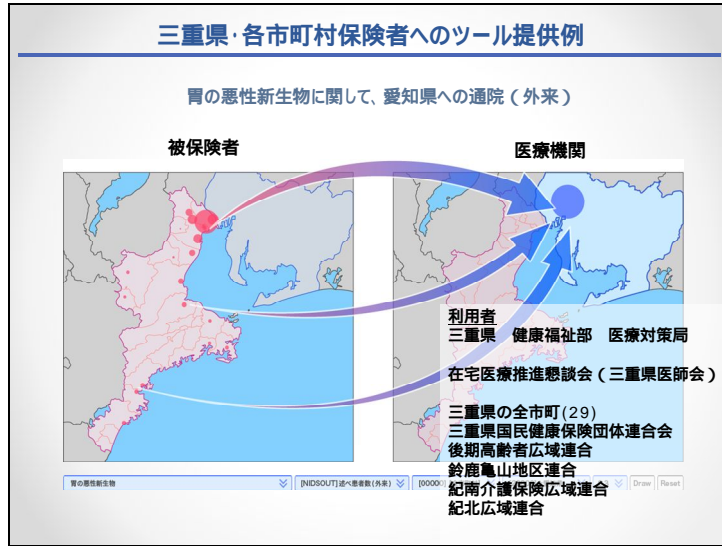 三重県・各市町村保険者へのツール提供例
胃の悪性新生物に関して、愛知県への通院(外来)
被保険者
医療機関
利用者
三重県 健康福祉部 医療対策局
在宅医療推進懇談会(三重県医師会)
三重県の全市町(29)
三重県国民健康保険団体連合会
後期高齢者広域連合
鈴鹿亀山地区連合
紀南介護保険広域連合
紀北広域連合
胃の悪性新生物
[NIDSOUT]述べ患者数(外来)
[00000]
Draw
Reset